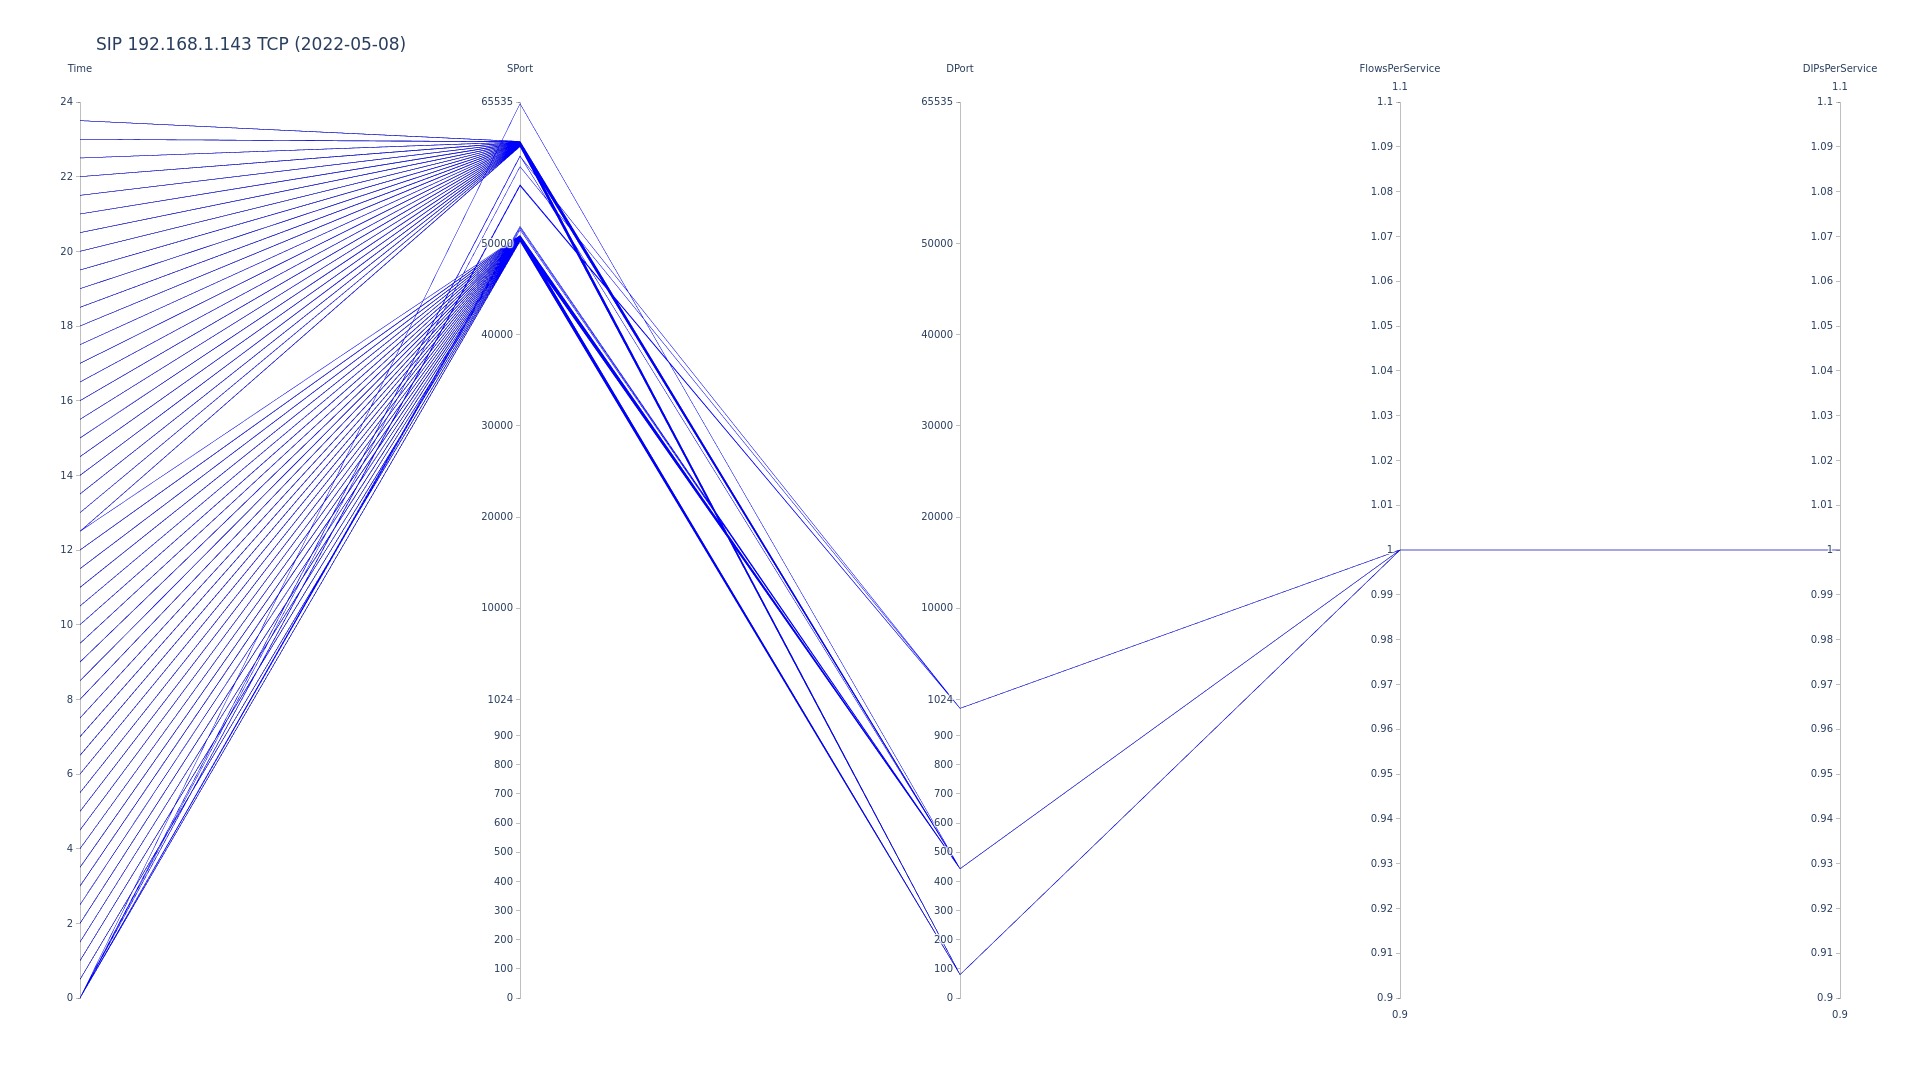 SIP 192.168.1.143 TCP (2022-05-08)
Time SPort DPort FlowsPerService DIPsPerService
1.1 1.1
24 65535 65535 1.1 1.1
1.09 1.09
22 1.08 1.08
20 50000 50000 1.07 1.07
1.06 1.06
18 40000 40000 1.05 1.05
16 1.04 1.04
30000 30000 1.03 1.03
14 1.02 1.02
20000 20000 1.01 1.01
12 1 1
10000 10000 0.99 0.99
10 0.98 0.98
8 1024 1024 0.97 0.97
900 900 0.96 0.96
6 800 800 0.95 0.95
700 700
4 600 600 0.94 0.94
500 500 0.93 0.93
400 400
2 300 300 0.92 0.92
200 200 0.91 0.91
100 100
0 0 0 0.9 0.9
0.9 0.9